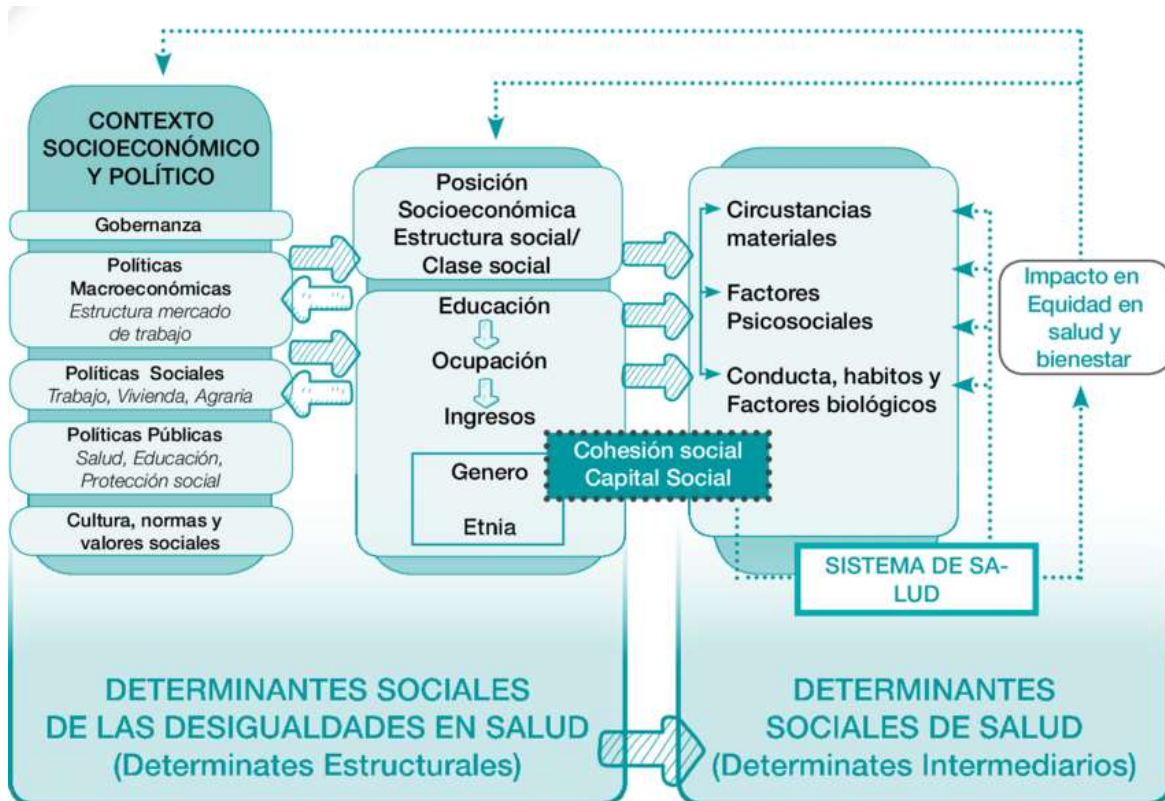 CONTEXTO
SOCIOECONÓMICO
Y POLÍTICO
Gobernanza
Políticas
Macroeconómicas
Estructura mercado
de trabajo
Políticas Sociales
Trabajo, Vivienda, Agraria
Políticas Públicas
Salud, Educación,
Protección social
Cultura, normas y
valores sociales
Posición
Socioeconómica
Estructura social/
Clase social
Educación
Ocupación
Ingresos
Genero
Etnia
Cohesión social
Capital Social
Circustancias
materiales
Factores
Psicosociales
Conducta, habitos y
Factores biológicos
SISTEMA DE SA-
LUD
Impacto en
Equidad en
salud y
bienestar
DETERMINANTES SOCIALES
DE LAS DESIGUALDADES EN SALUD
(Determinates Estructurales)
DETERMINANTES
SOCIALES DE SALUD
(Determinates Intermediarios)